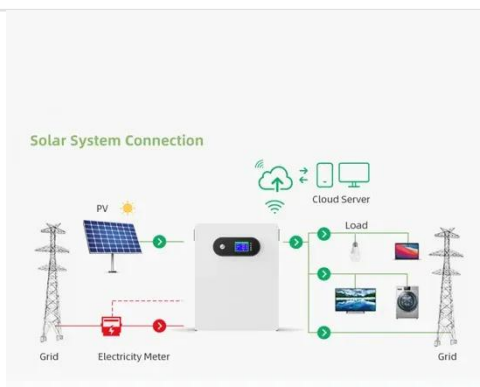 Solar System Connection
Cloud Server
PV
Load
Grid
Electricity Meter
Grid